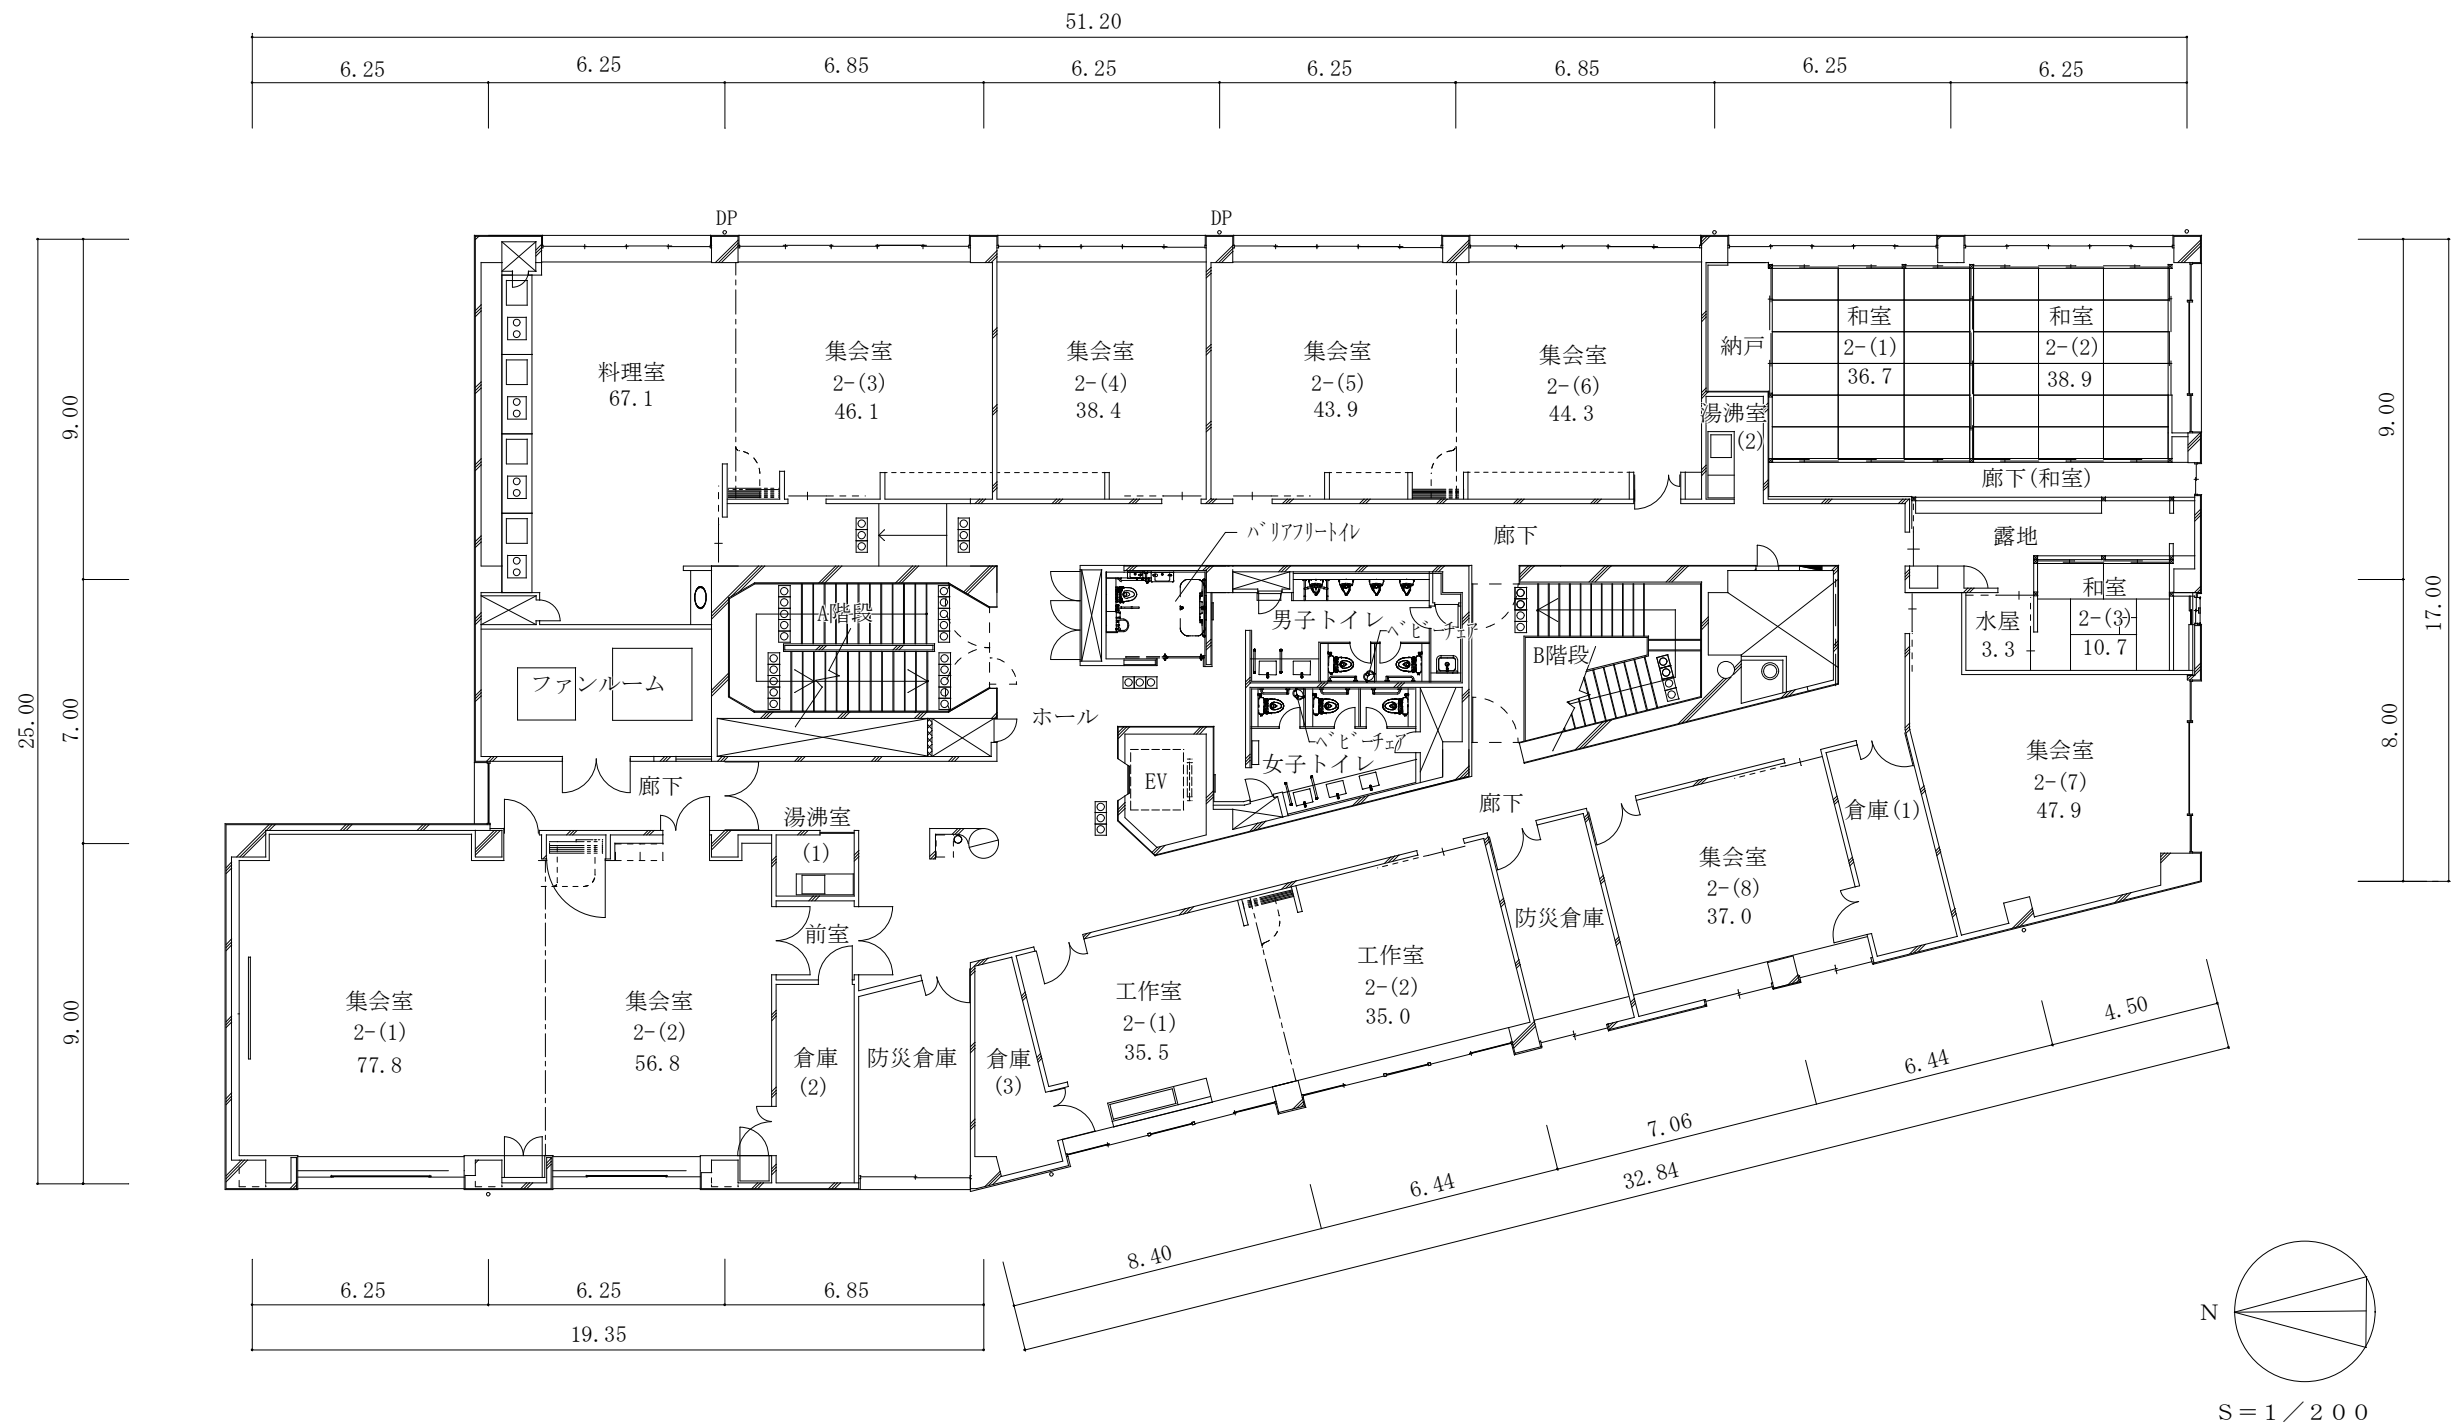 51.20
6.25
6.25
6.85
6.25
6.25
6.85
6.25
6.25
DP
DP
25.00
9.00
7.00
9.00
9.00
8.00
17.00
料理室
67.1
集会室
2-(3)
46.1
集会室
2-(4)
38.4
集会室
2-(5)
43.9
集会室
2-(6)
44.3
納戸
湯沸室
(2)
和室
2-(1)
36.7
和室
2-(2)
38.9
廊下(和室)
露地
和室
2-(3)
10.7
水屋
3.3
バリアフリートイレ
廊下
A階段
男子トイレ
ベビーチェア
B階段
ファンルーム
ホール
ベビーチェア
女子トイレ
EV
廊下
湯沸室
(1)
廊下
集会室
2-(7)
47.9
倉庫(1)
集会室
2-(8)
37.0
防災倉庫
前室
工作室
2-(2)
35.0
工作室
2-(1)
35.5
集会室
2-(1)
77.8
集会室
2-(2)
56.8
倉庫
(2)
防災倉庫
倉庫
(3)
4.50
6.44
7.06
6.44
8.40
32.84
6.25
6.25
6.85
19.35
N
S=1/200